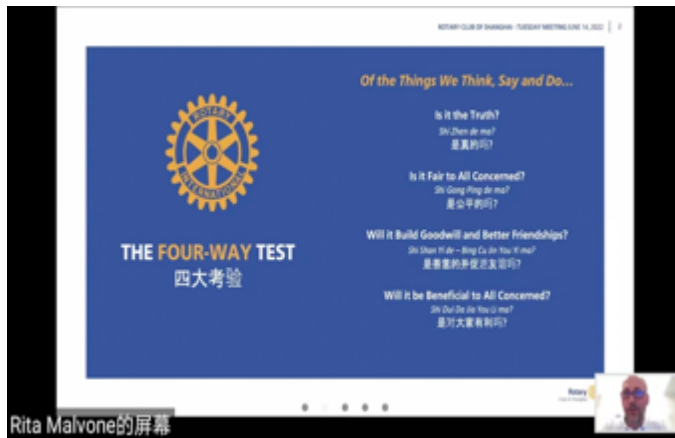 ROTARY CLUB OF SHANGHAI - TUESDAY MEETING JUNE 14, 2022
Of the Things We Think, Say and Do...
ROTARY
INTERNATIONAL
Is it the Truth?
Shi Zhen de ma?
是真的吗?
Is it Fair to All Concerned?
Shi Gong Ping de ma?
是公平的吗?
Will it Build Goodwill and Better Friendships?
Shi Shan Yi de – Bing Cu Jin You Yi ma?
是善意的并促进友谊吗?
THE FOUR-WAY TEST
四大考验
Will it be Beneficial to All Concerned?
Shi Dui Da Jia You Li ma?
是对大家有利吗?
Rotary
Rita Malvone的屏幕